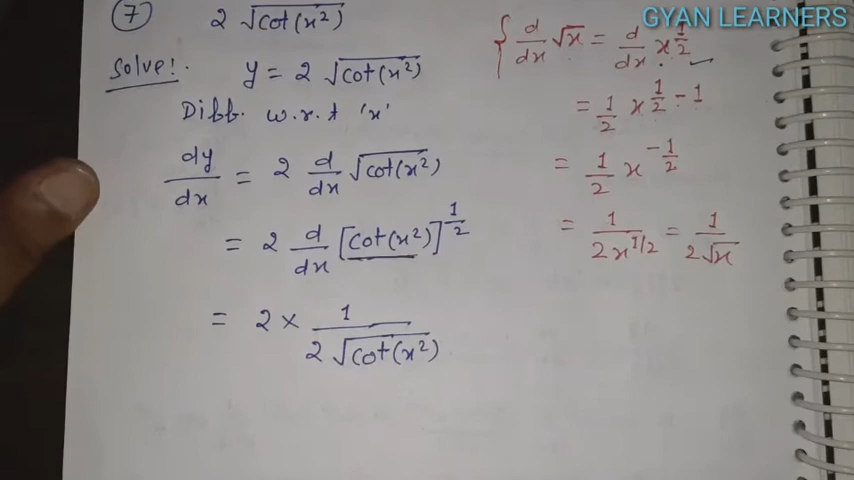 GYAN LEARNERS
⑦ 2 √cot(x²)
Solve!. y = 2 √cot(x²)
Diff. w.r.t 'x'
dy/dx = 2 d/dx √cot(x²)
= 2 d/dx [cot(x²)]^1/2
= 2 × 1/2√cot(x²)
{ d/dx √x = d/dx x^1/2
= 1/2 x^1/2 - 1
= 1/2 x^-1/2
= 1/2x^1/2 = 1/2√x